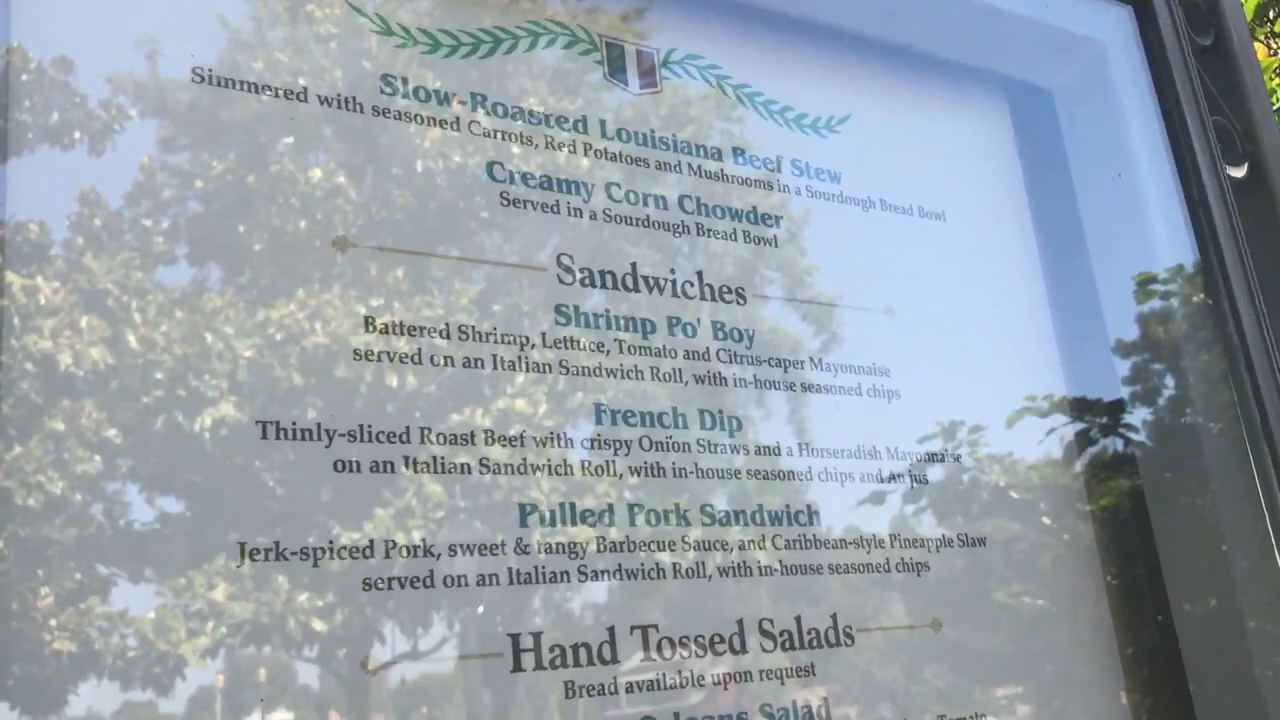 Slow-Roasted Louisiana Beef Stew
Simmered with seasoned Carrots, Red Potatoes and Mushrooms in a Sourdough Bread Bowl
Creamy Corn Chowder
Served in a Sourdough Bread Bowl
Sandwiches
Shrimp Po' Boy
Battered Shrimp, Lettuce, Tomato and Citrus-caper Mayonnaise
served on an Italian Sandwich Roll, with in-house seasoned chips
French Dip
Thinly-sliced Roast Beef with crispy Onion Straws and a Horseradish Mayonnaise
on an Italian Sandwich Roll, with in-house seasoned chips and Au jus
Pulled Pork Sandwich
Jerk-spiced Pork, sweet & tangy Barbecue Sauce, and Caribbean-style Pineapple Slaw
served on an Italian Sandwich Roll, with in-house seasoned chips
Hand Tossed Salads
Bread available upon request
Salad